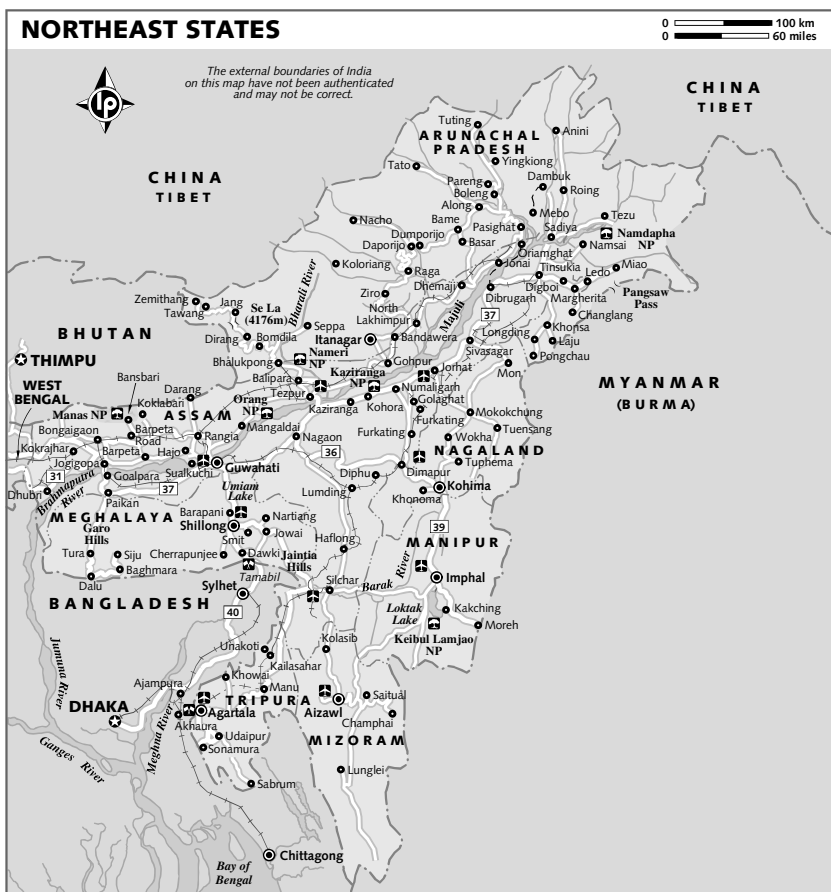 NORTHEAST STATES
0 100 km
0 60 miles
The external boundaries of India
on this map have not been authenticated
and may not be correct.
lp
CHINA
TIBET
CHINA
TIBET
Tuting
Anini
ARUNACHAL
PRADESH
Yingkiong
Tato
Dambuk
Pareng
Boleng
Roing
Along
Mebo
Tezu
Nacho
Bame
Pasighat
Sadiya
Namdapha
NP
Dumporijo
Daporijo
Basar
Namsai
Oriamghat
Koloriang
Jonai
Tinsukia
Ledo
Miao
Raga
Dhemaji
Digboi
Bharali River
Ziro
Dibrugarh
Margherita
Pangsaw
Pass
Zemithang
Jang
Se La
(4176m)
North
Lakhimpur
Majuli
37
Changlang
Tawang
Seppa
Longding
Khonsa
BHUTAN
Dirang
Bomdila
Itanagar
Bandawera
Laju
Sivasagar
Nameri
NP
Pongchau
THIMPU
Bhalukpong
Gohpur
Mon
WEST
BENGAL
Bansbari
Darang
Balipara
Kaziranga
NP
Jorhat
MYANMAR
(BURMA)
Koklabari
Orang
NP
Tezpur
Numaligarh
Manas NP
ASSAM
Kaziranga
Kohora
Golaghat
Mokokchung
Bongaigaon
Barpeta
Road
Mangaldai
Furkating
Tuensang
Kokrajhar
Rangia
Nagaon
Furkating
Wokha
Barpeta
Hajo
NAGALAND
Jogigopa
36
Guwahati
Diphu
Dimapur
Tuphema
31
Goalpara
Sualkuchi
Dhubri
Brahmaputra
River
37
Umiam
Lake
Lumding
Kohima
Paikan
Khonoma
MEGHALAYA
Barapani
Nartiang
Garo
Hills
Shillong
39
Smit
Jowai
MANIPUR
Haflong
Tura
Siju
Cherrapunjee
Dawki
Jaintia
Hills
Baghmara
Tamabil
Dalu
Imphal
Silchar
Barak River
Sylhet
BANGLADESH
Loktak
Lake
Kakching
40
Moreh
Keibul Lamjao
NP
Kolasib
Unakoti
Jumuna River
Kailasahar
Ajampura
Khowai
Manu
Saitual
DHAKA
TRIPURA
Agartala
Aizawl
Champhai
Akhaura
Udaipur
MIZORAM
Meghna River
Sonamura
Ganges River
Lunglei
Sabrum
Chittagong
Bay of
Bengal